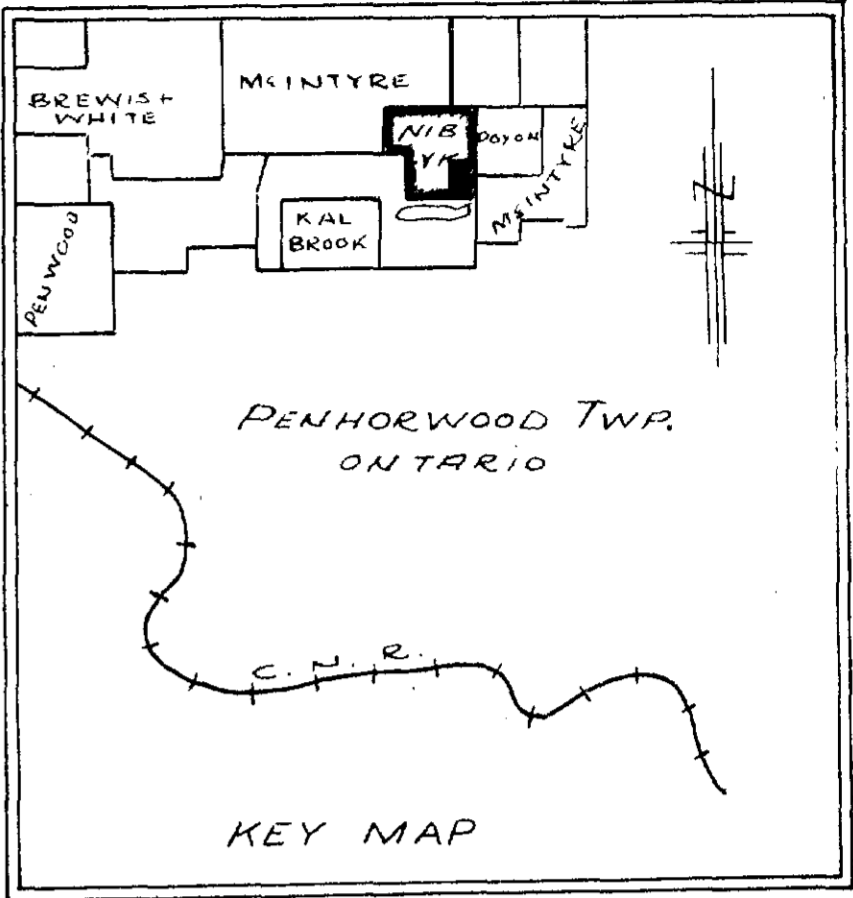 McINTYRE
BREWIS +
WHITE
NIB
YK
DOYON
McINTYRE
KAL
BROOK
PENWOOD
N
PENHORWOOD TWP.
ONTARIO
C. N. R.
KEY MAP